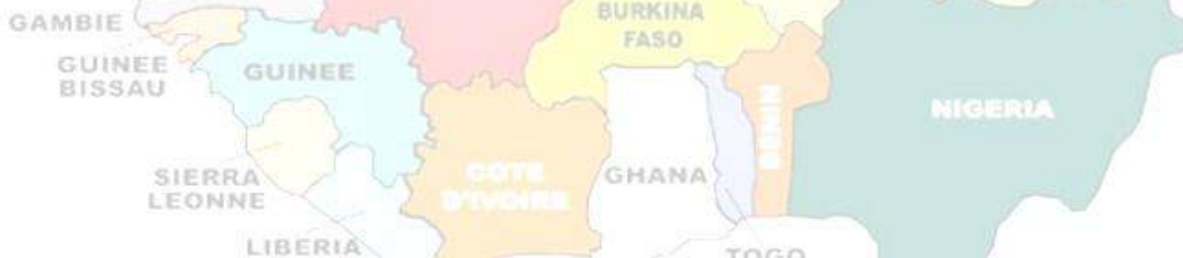 GAMBIE
BURKINA
FASO
GUINEE
BISSAU
GUINEE
NIGERIA
BENIN
COTE
D'IVOIRE
GHANA
SIERRA
LEONNE
LIBERIA
TOGO